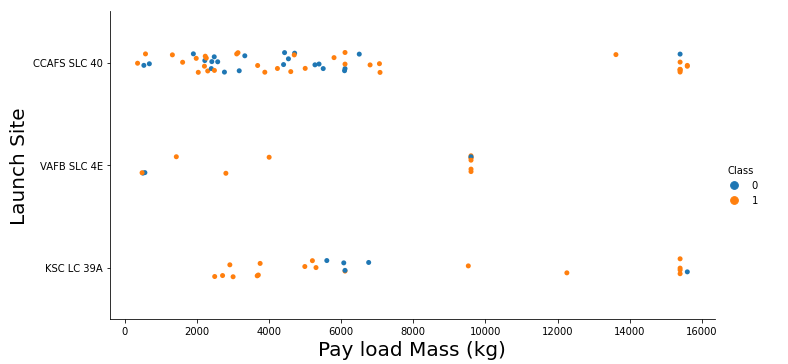 Launch Site
CCAFS SLC 40
VAFB SLC 4E
KSC LC 39A
0 2000 4000 6000 8000 10000 12000 14000 16000
Pay load Mass (kg)
Class
0
1